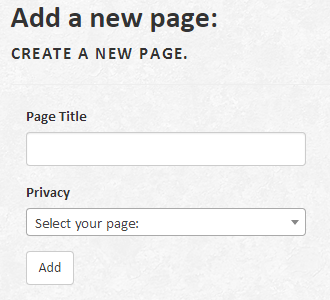 Add a new page:
CREATE A NEW PAGE.
Page Title
Privacy
Select your page:
Add